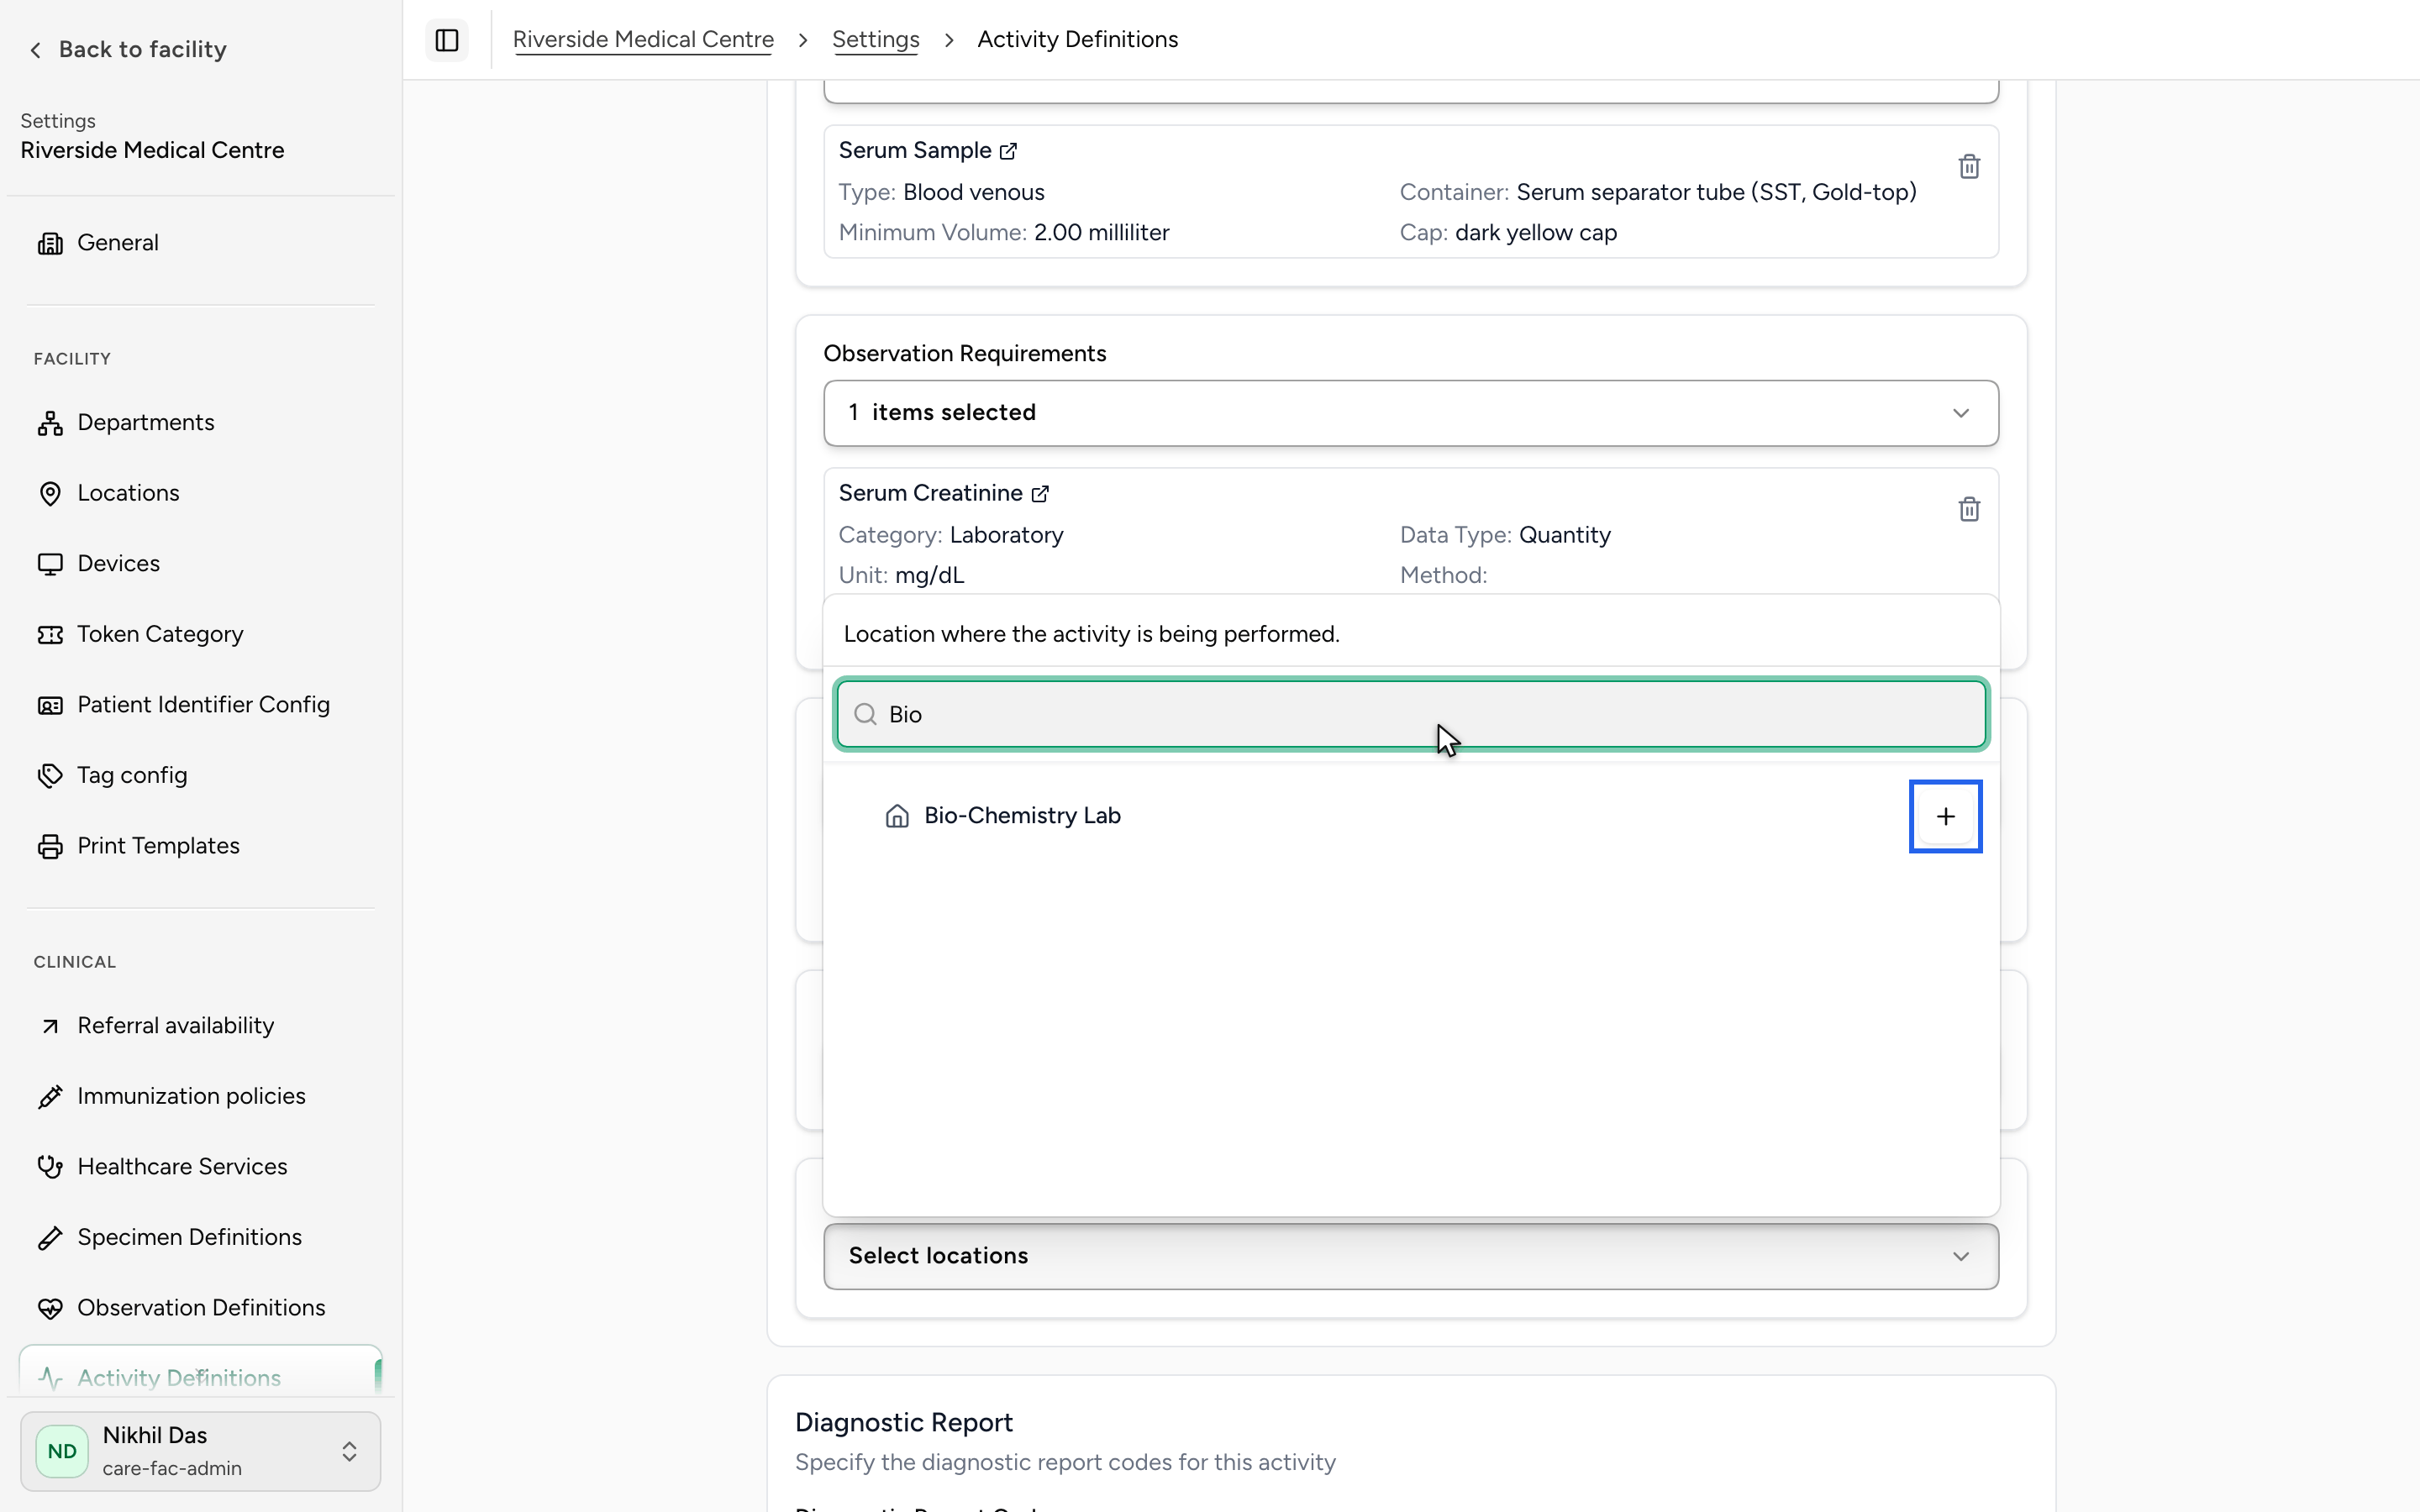 Back to facility
Settings
Riverside Medical Centre
General
FACILITY
Departments
Locations
Devices
Token Category
Patient Identifier Config
Tag config
Print Templates
CLINICAL
Referral availability
Immunization policies
Healthcare Services
Specimen Definitions
Observation Definitions
Activity Definitions
ND
Nikhil Das
care-fac-admin
Riverside Medical Centre > Settings > Activity Definitions
Serum Sample
Type: Blood venous Container: Serum separator tube (SST, Gold-top)
Minimum Volume: 2.00 milliliter Cap: dark yellow cap
Observation Requirements
1 items selected
Serum Creatinine
Category: Laboratory Data Type: Quantity
Unit: mg/dL Method:
Location where the activity is being performed.
Bio
Bio-Chemistry Lab
Select locations
Diagnostic Report
Specify the diagnostic report codes for this activity